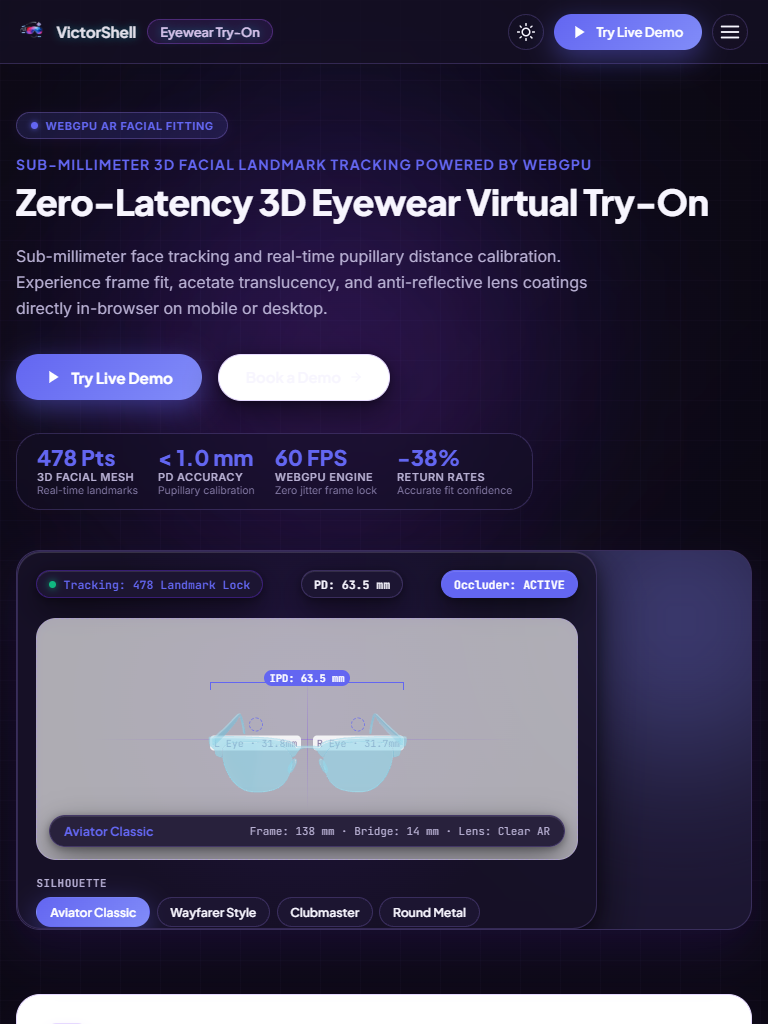 VictorShell
Eyewear Try-On
Try Live Demo
WEBGPU AR FACIAL FITTING
SUB-MILLIMETER 3D FACIAL LANDMARK TRACKING POWERED BY WEBGPU
Zero-Latency 3D Eyewear Virtual Try-On
Sub-millimeter face tracking and real-time pupillary distance calibration.
Experience frame fit, acetate translucency, and anti-reflective lens coatings
directly in-browser on mobile or desktop.
Try Live Demo
Book a Demo →
478 Pts
3D FACIAL MESH
Real-time landmarks
< 1.0 mm
PD ACCURACY
Pupillary calibration
60 FPS
WEBGPU ENGINE
Zero jitter frame lock
-38%
RETURN RATES
Accurate fit confidence
Tracking: 478 Landmark Lock
PD: 63.5 mm
Occluder: ACTIVE
IPD: 63.5 mm
L Eye · 31.8mm
R Eye · 31.7mm
Aviator Classic
Frame: 138 mm · Bridge: 14 mm · Lens: Clear AR
SILHOUETTE
Aviator Classic
Wayfarer Style
Clubmaster
Round Metal